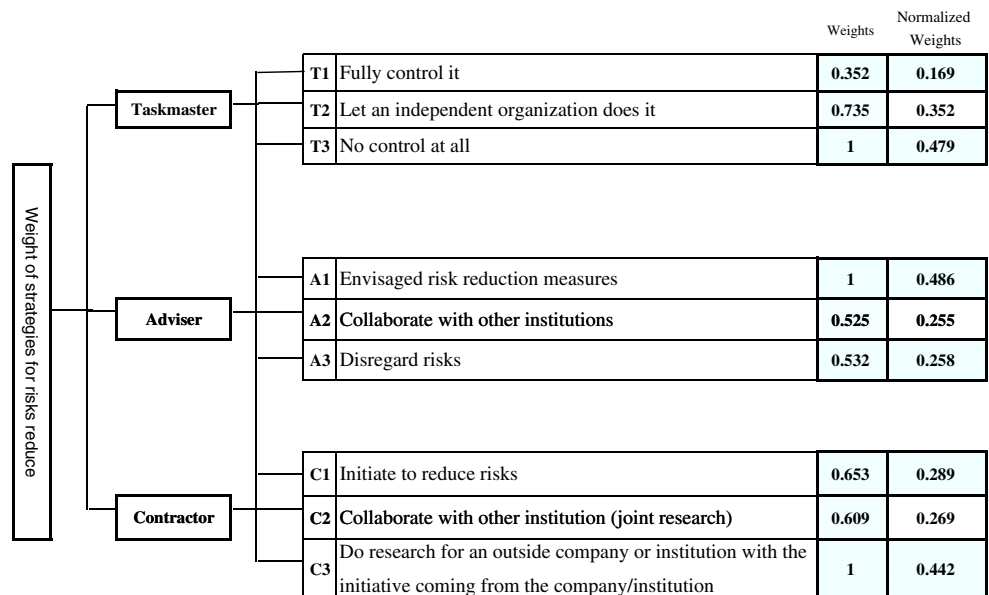 Weights
Normalized
Weights
Weight of strategies for risks reduce
Taskmaster
T1 Fully control it 0.352 0.169
T2 Let an independent organization does it 0.735 0.352
T3 No control at all 1 0.479
Adviser
A1 Envisaged risk reduction measures 1 0.486
A2 Collaborate with other institutions 0.525 0.255
A3 Disregard risks 0.532 0.258
Contractor
C1 Initiate to reduce risks 0.653 0.289
C2 Collaborate with other institution (joint research) 0.609 0.269
C3 Do research for an outside company or institution with the
initiative coming from the company/institution 1 0.442